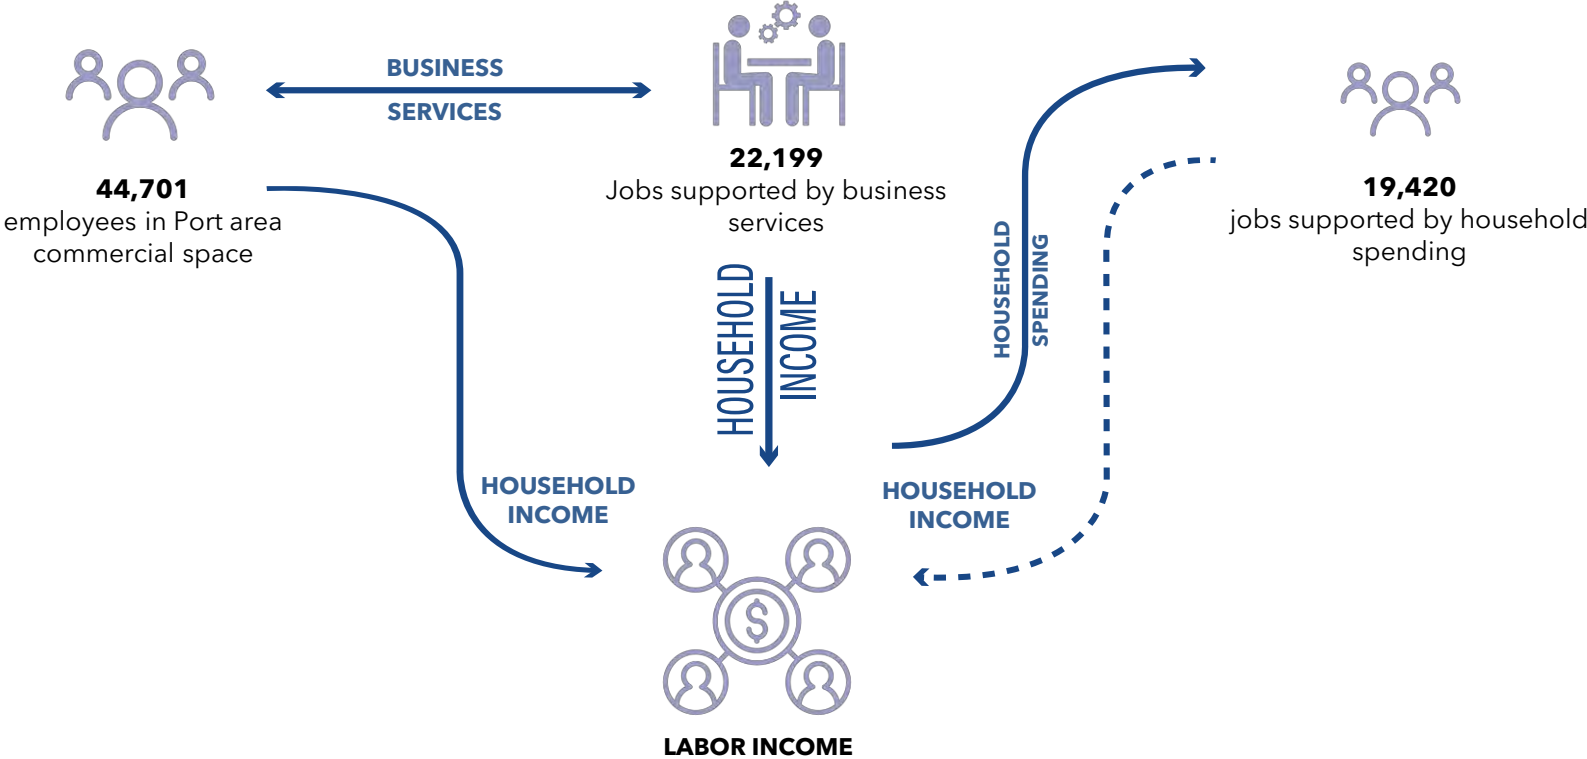 BUSINESS
SERVICES
44,701
employees in Port area
commercial space
22,199
Jobs supported by business
services
19,420
jobs supported by household
spending
HOUSEHOLD
INCOME
HOUSEHOLD
SPENDING
HOUSEHOLD
INCOME
HOUSEHOLD
INCOME
$
LABOR INCOME